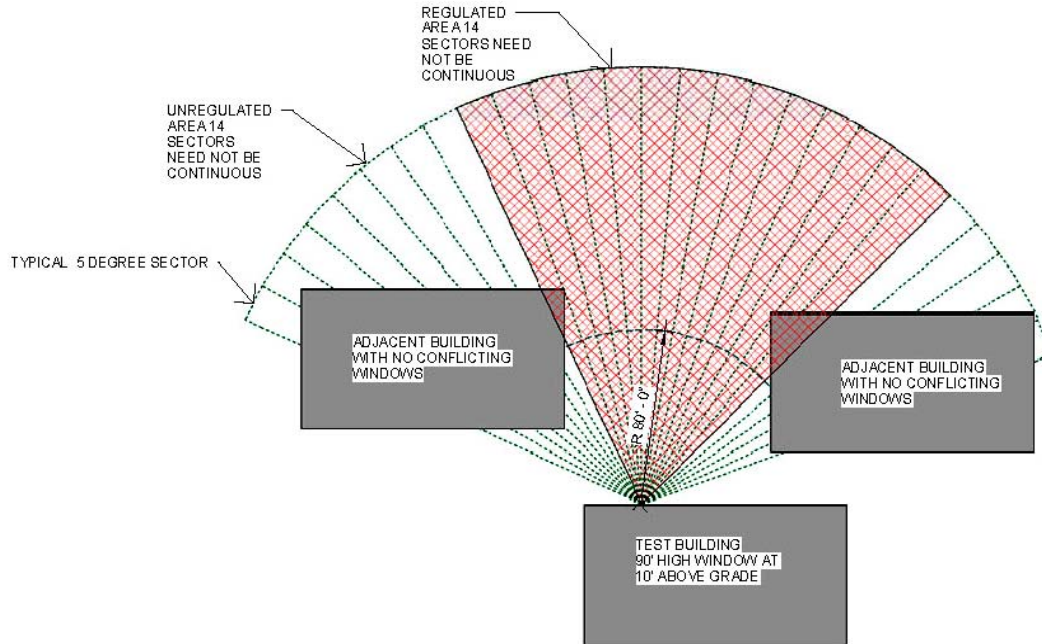 REGULATED
AREA 14
SECTORS NEED
NOT BE
CONTINUOUS
UNREGULATED
AREA 14
SECTORS
NEED NOT BE
CONTINUOUS
TYPICAL 5 DEGREE SECTOR
ADJACENT BUILDING
WITH NO CONFLICTING
WINDOWS
R 80' - 0"
ADJACENT BUILDING
WITH NO CONFLICTING
WINDOWS
TEST BUILDING
90' HIGH WINDOW AT
10' ABOVE GRADE